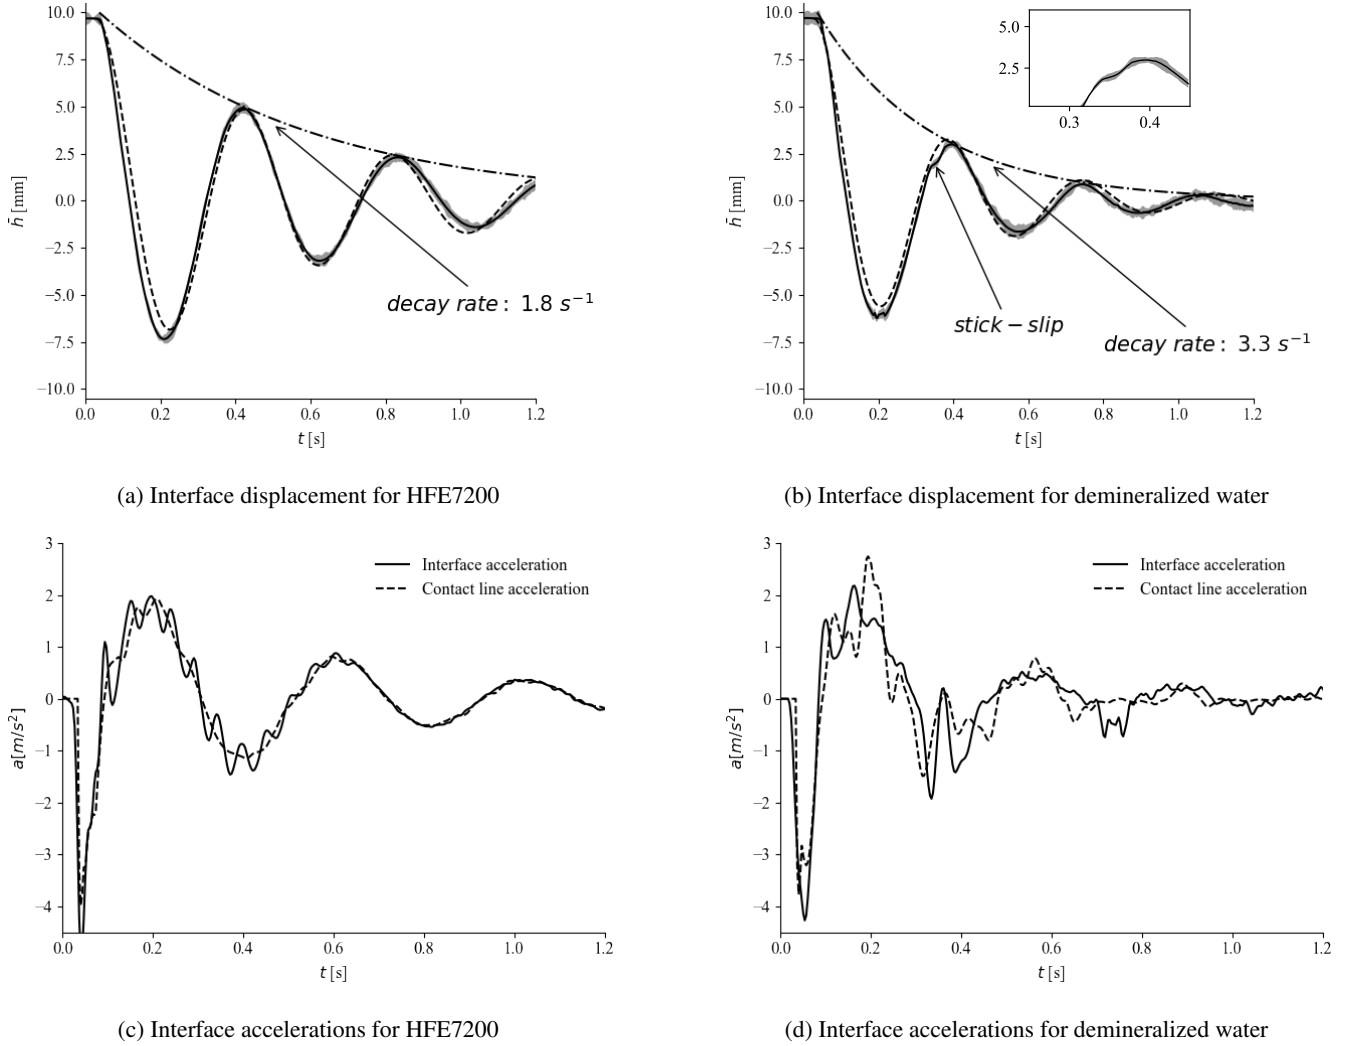 10.0
7.5
5.0
2.5
0.0
−2.5
−5.0
−7.5
−10.0
h̄ [mm]
decay rate: 1.8 s⁻¹
0.0 0.2 0.4 0.6 0.8 1.0 1.2
t [s]
(a) Interface displacement for HFE7200
10.0
7.5
5.0
2.5
0.0
−2.5
−5.0
−7.5
−10.0
h̄ [mm]
5.0
2.5
0.3 0.4
stick − slip
decay rate: 3.3 s⁻¹
0.0 0.2 0.4 0.6 0.8 1.0 1.2
t [s]
(b) Interface displacement for demineralized water
3
2
1
0
−1
−2
−3
−4
a[m/s²]
Interface acceleration
Contact line acceleration
0.0 0.2 0.4 0.6 0.8 1.0 1.2
t [s]
(c) Interface accelerations for HFE7200
3
2
1
0
−1
−2
−3
−4
a[m/s²]
Interface acceleration
Contact line acceleration
0.0 0.2 0.4 0.6 0.8 1.0 1.2
t [s]
(d) Interface accelerations for demineralized water